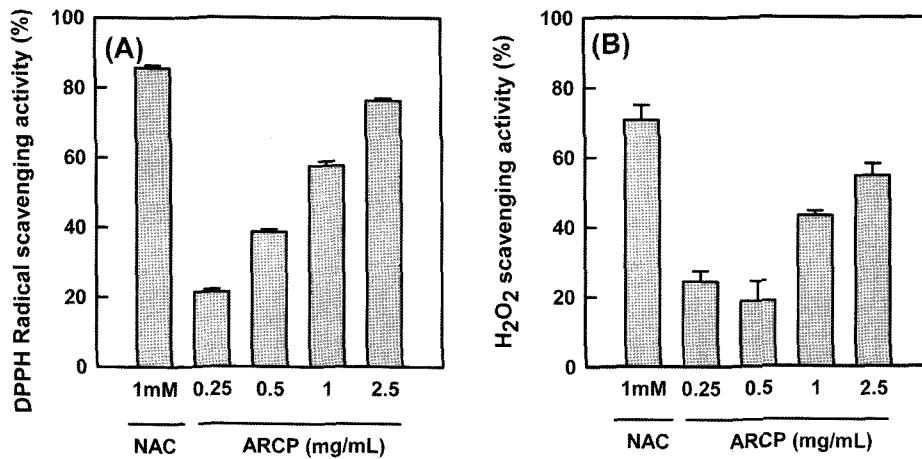 (A)
DPPH Radical scavenging activity (%)
100
80
60
40
20
0
1mM 0.25 0.5 1 2.5
NAC ARCP (mg/mL)
(B)
H2O2 scavenging activity (%)
100
80
60
40
20
0
1mM 0.25 0.5 1 2.5
NAC ARCP (mg/mL)